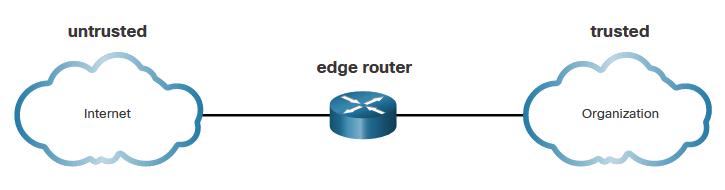 untrusted
trusted
edge router
Internet
Organization